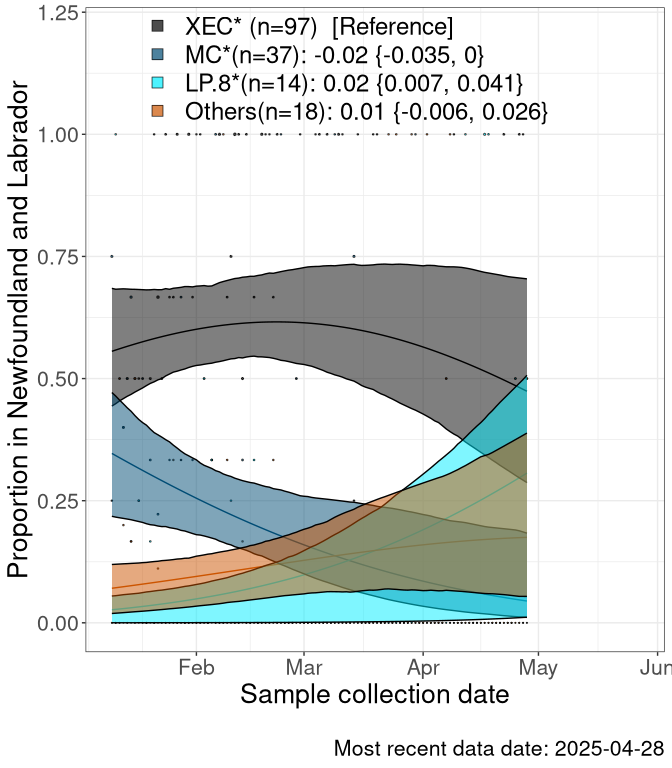 XEC* (n=97) [Reference]
MC*(n=37): -0.02 {-0.035, 0}
LP.8*(n=14): 0.02 {0.007, 0.041}
Others(n=18): 0.01 {-0.006, 0.026}
Proportion in Newfoundland and Labrador
1.25
1.00
0.75
0.50
0.25
0.00
Feb Mar Apr May Jun
Sample collection date
Most recent data date: 2025-04-28